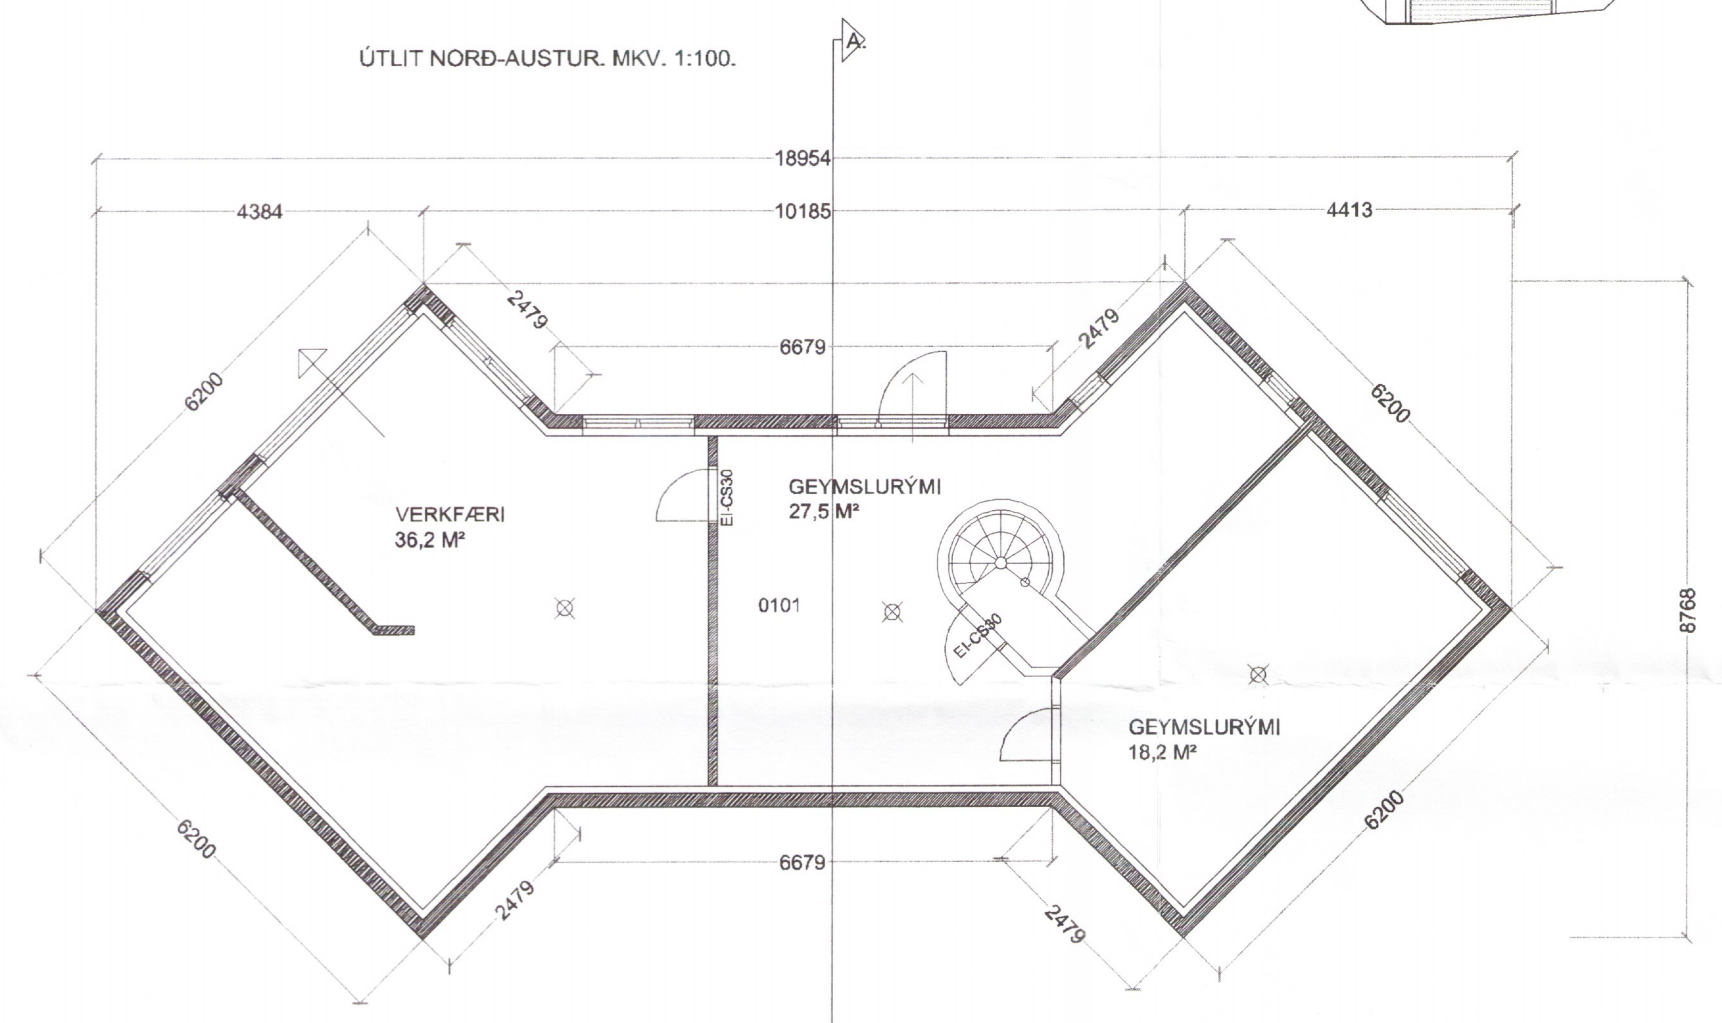 A.
ÚTLIT NORÐ-AUSTUR. MKV. 1:100.
18954
4384
10185
4413
2479
6679
2479
6200
6200
VERKFÆRI
36,2 M²
EI-CS30
GEYMSLURÝMI
27,5 M²
0101
EI-CS30
8768
GEYMSLURÝMI
18,2 M²
6200
6679
2479
2479
6200